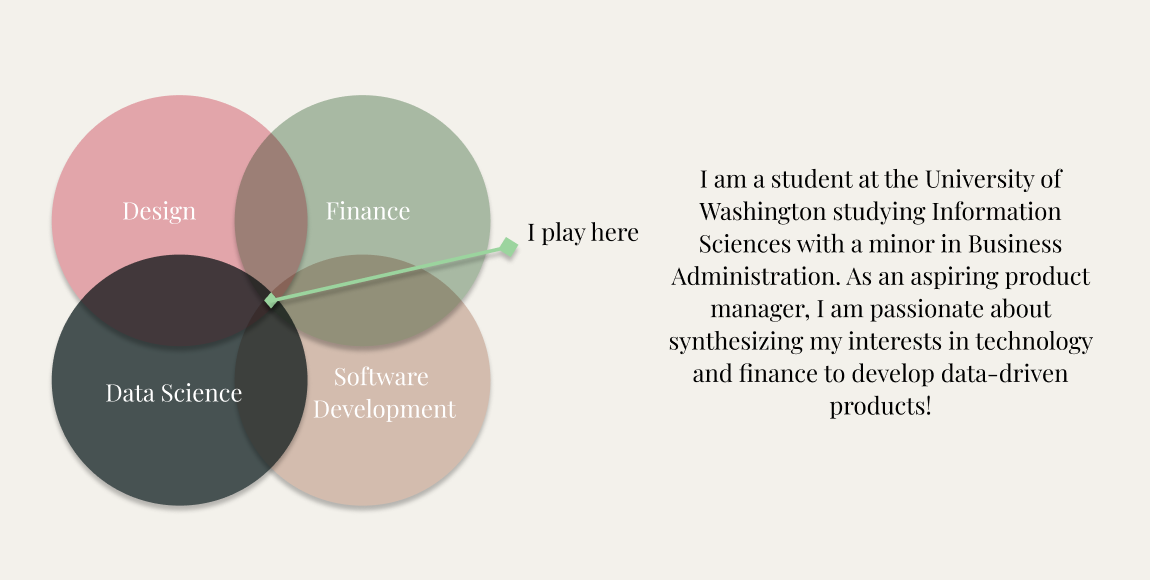 Design
Finance
I play here
Data Science
Software
Development
I am a student at the University of
Washington studying Information
Sciences with a minor in Business
Administration. As an aspiring product
manager, I am passionate about
synthesizing my interests in technology
and finance to develop data-driven
products!